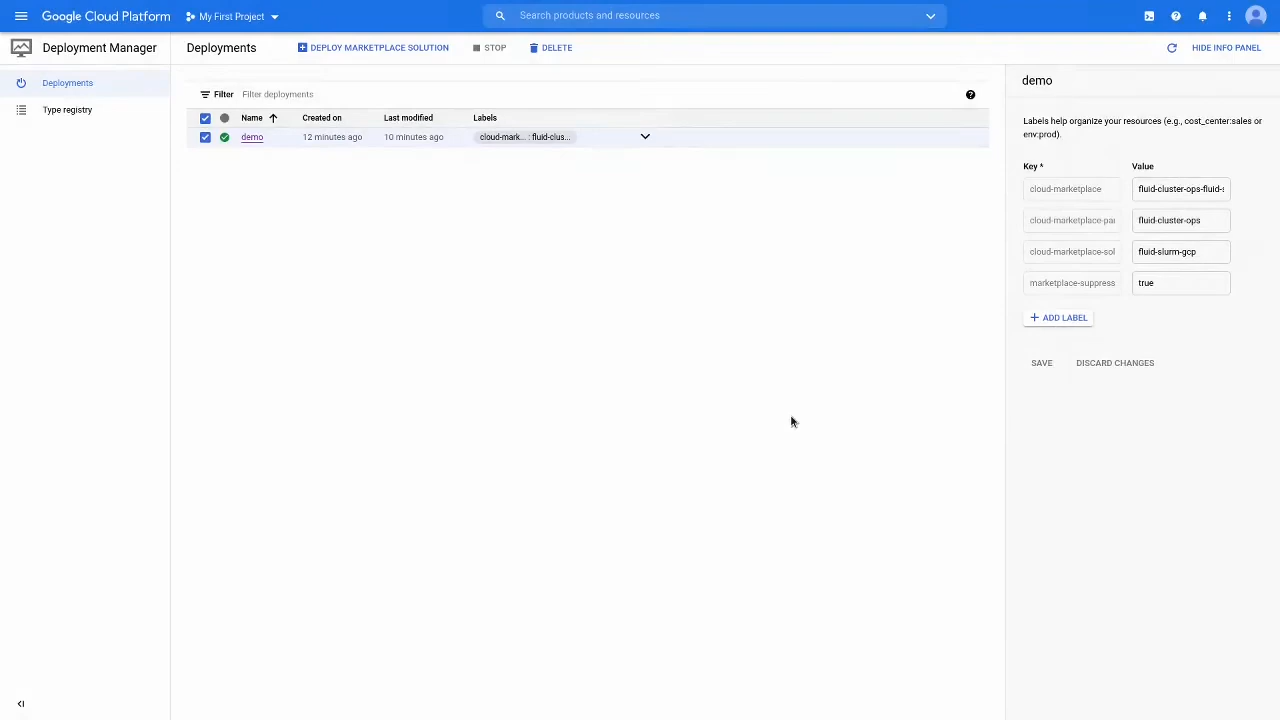 Google Cloud Platform My First Project Search products and resources
Deployment Manager Deployments DEPLOY MARKETPLACE SOLUTION STOP DELETE HIDE INFO PANEL
Deployments
Type registry
Filter Filter deployments
Name Created on Last modified Labels
demo 12 minutes ago 10 minutes ago cloud-mark... : fluid-clus...
demo
Labels help organize your resources (e.g., cost_center:sales or
env:prod).
Key * Value
cloud-marketplace fluid-cluster-ops-fluid-s
cloud-marketplace-pai fluid-cluster-ops
cloud-marketplace-sol fluid-slurm-gcp
marketplace-suppress true
ADD LABEL
SAVE DISCARD CHANGES